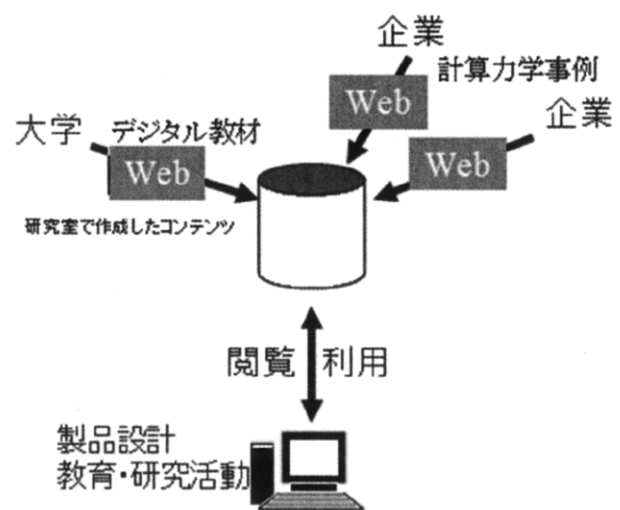 企業
計算力学事例
Web
企業
大学
デジタル教材
Web
Web
研究室で作成したコンテンツ
閲覧 利用
製品設計
教育・研究活動